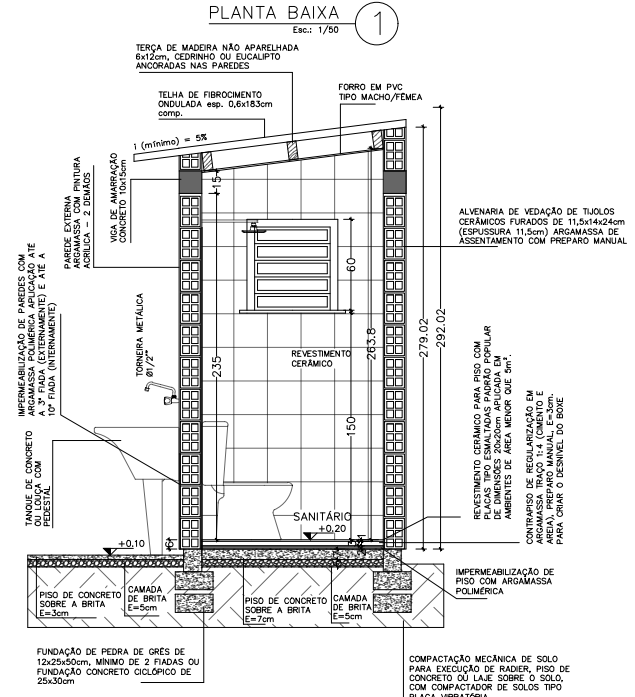 PLANTA BAIXA
1
Esc.: 1/50
TERÇA DE MADEIRA NÃO APARELHADA
6x12cm, CEDRINHO OU EUCALIPTO
ANCORADAS NAS PAREDES
TELHA DE FIBROCIMENTO
ONDULADA esp. 0,6x183cm
comp.
FORRO EM PVC
TIPO MACHO/FÊMEA
i (mínimo) = 5%
VIGA DE AMARRAÇÃO
CONCRETO 10x15cm
PAREDE EXTERNA
ARGAMASSA COM PINTURA
ACRÍLICA - 2 DEMÃOS
IMPERMEABILIZAÇÃO DE PAREDES COM
ARGAMASSA POLIMÉRICA APLICAÇÃO ATÉ
A 3ª FIADA (EXTERNAMENTE) E ATÉ A
10ª FIADA (INTERNAMENTE)
TORNEIRA METÁLICA
Ø1/2"
TANQUE DE CONCRETO
OU LOUÇA COM
PEDESTAL
ALVENARIA DE VEDAÇÃO DE TIJOLOS
CERÂMICOS FURADOS DE 11,5x14x24cm
(ESPUSSURA 11,5cm) ARGAMASSA DE
ASSENTAMENTO COM PREPARO MANUAL
15
60
235
263.8
279.02
292.02
150
REVESTIMENTO
CERÂMICO
REVESTIMENTO CERÂMICO PARA PISO COM
PLACAS TIPO ESMALTADAS PADRÃO POPULAR
DE DIMENSÕES 20x20cm APLICADA EM
AMBIENTES DE ÁREA MENOR QUE 5m².
CONTRAPISO DE REGULARIZAÇÃO EM
ARGAMASSA TRAÇO 1:4 (CIMENTO E
AREIA), PREPARO MANUAL, E=3cm.
PARA CRIAR O DESNÍVEL DO BOXE
SANITÁRIO
+0.20
+0.10
IMPERMEABILIZAÇÃO DE
PISO COM ARGAMASSA
POLIMÉRICA
PISO DE CONCRETO
SOBRE A BRITA
E=3cm
CAMADA
DE BRITA
E=5cm
PISO DE CONCRETO
SOBRE A BRITA
E=7cm
CAMADA
DE BRITA
E=5cm
FUNDAÇÃO DE PEDRA DE GRÊS DE
12x25x50cm, MÍNIMO DE 2 FIADAS OU
FUNDAÇÃO CONCRETO CICLÓPICO DE
25x30cm
COMPACTAÇÃO MECÂNICA DE SOLO
PARA EXECUÇÃO DE RADIER, PISO DE
CONCRETO OU LAJE SOBRE O SOLO,
COM COMPACTADOR DE SOLOS TIPO
PLACA VIBRATÓRIA